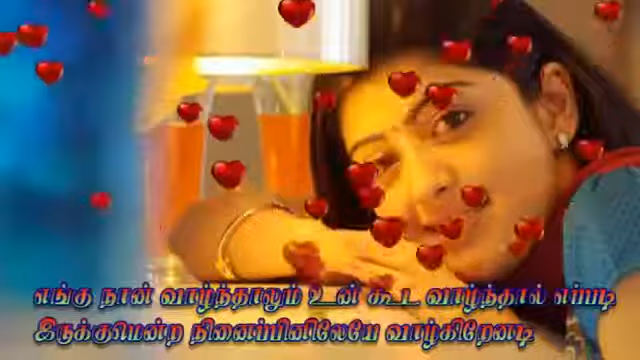 எங்கு நான் வாழ்ந்தாலும் உன் கூட வாழ்ந்தால் எப்படி
இருக்குமென்ற நினைப்பினிலேயே வாழ்கிறேனடி